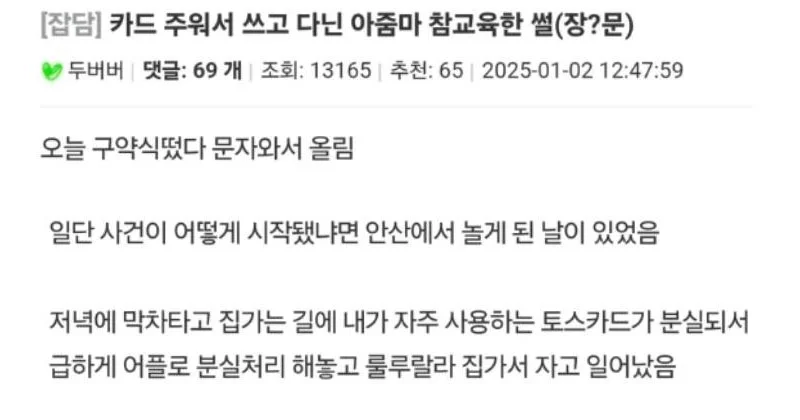 [잡담] 카드 주워서 쓰고 다닌 아줌마 참교육한 썰(장?문)
두버버 | 댓글: 69 개 | 조회: 13165 | 추천: 65 | 2025-01-02 12:47:59
오늘 구약식떴다 문자와서 올림
일단 사건이 어떻게 시작됐냐면 안산에서 놀게 된 날이 있었음
저녁에 막차타고 집가는 길에 내가 자주 사용하는 토스카드가 분실되서
급하게 어플로 분실처리 해놓고 룰루랄라 집가서 자고 일어났음